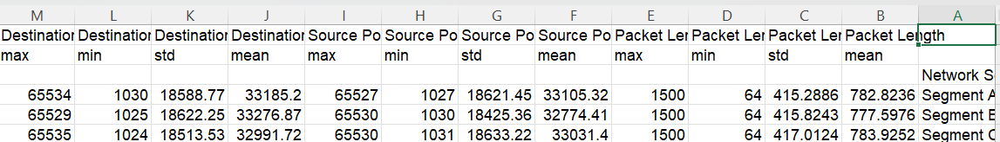 M L K J I H G F E D C B A
Destination Destination Destination Destination Source Po Source Po Source Po Source Po Packet Ler Packet Ler Packet Ler Packet Length
max min std mean max min std mean max min std mean
Network S
65534 1030 18588.77 33185.2 65527 1027 18621.45 33105.32 1500 64 415.2886 782.8236 Segment A
65529 1025 18622.25 33276.87 65530 1030 18425.36 32774.41 1500 64 415.8243 777.5976 Segment B
65535 1024 18513.53 32991.72 65530 1031 18633.22 33031.4 1500 64 417.0124 783.9252 Segment C